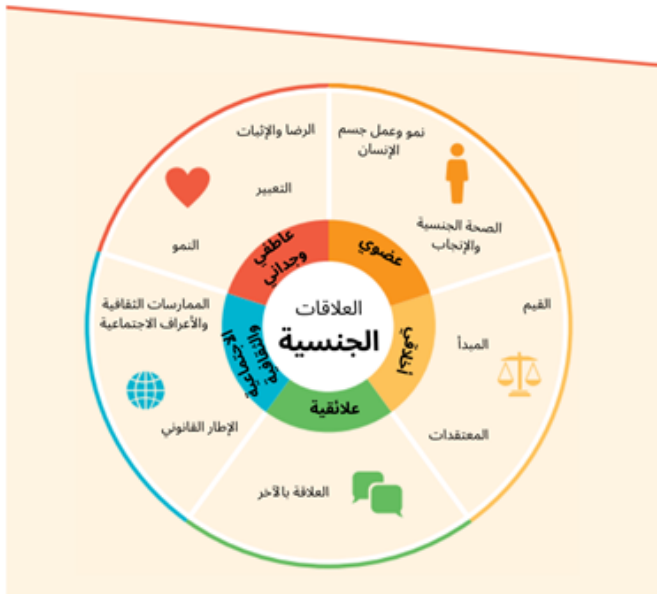 العلاقات
الجنسية
عضوي
نمو وعمل جسم
الإنسان
الصحة الجنسية
والإنجاب
أخلاقي
القيم
المبدأ
المعتقدات
علائقية
العلاقة بالآخر
الاجتماعية
والثقافية
الممارسات الثقافية
والأعراف الاجتماعية
الإطار القانوني
عاطفي
وجداني
الرضا والإثبات
التعبير
النمو